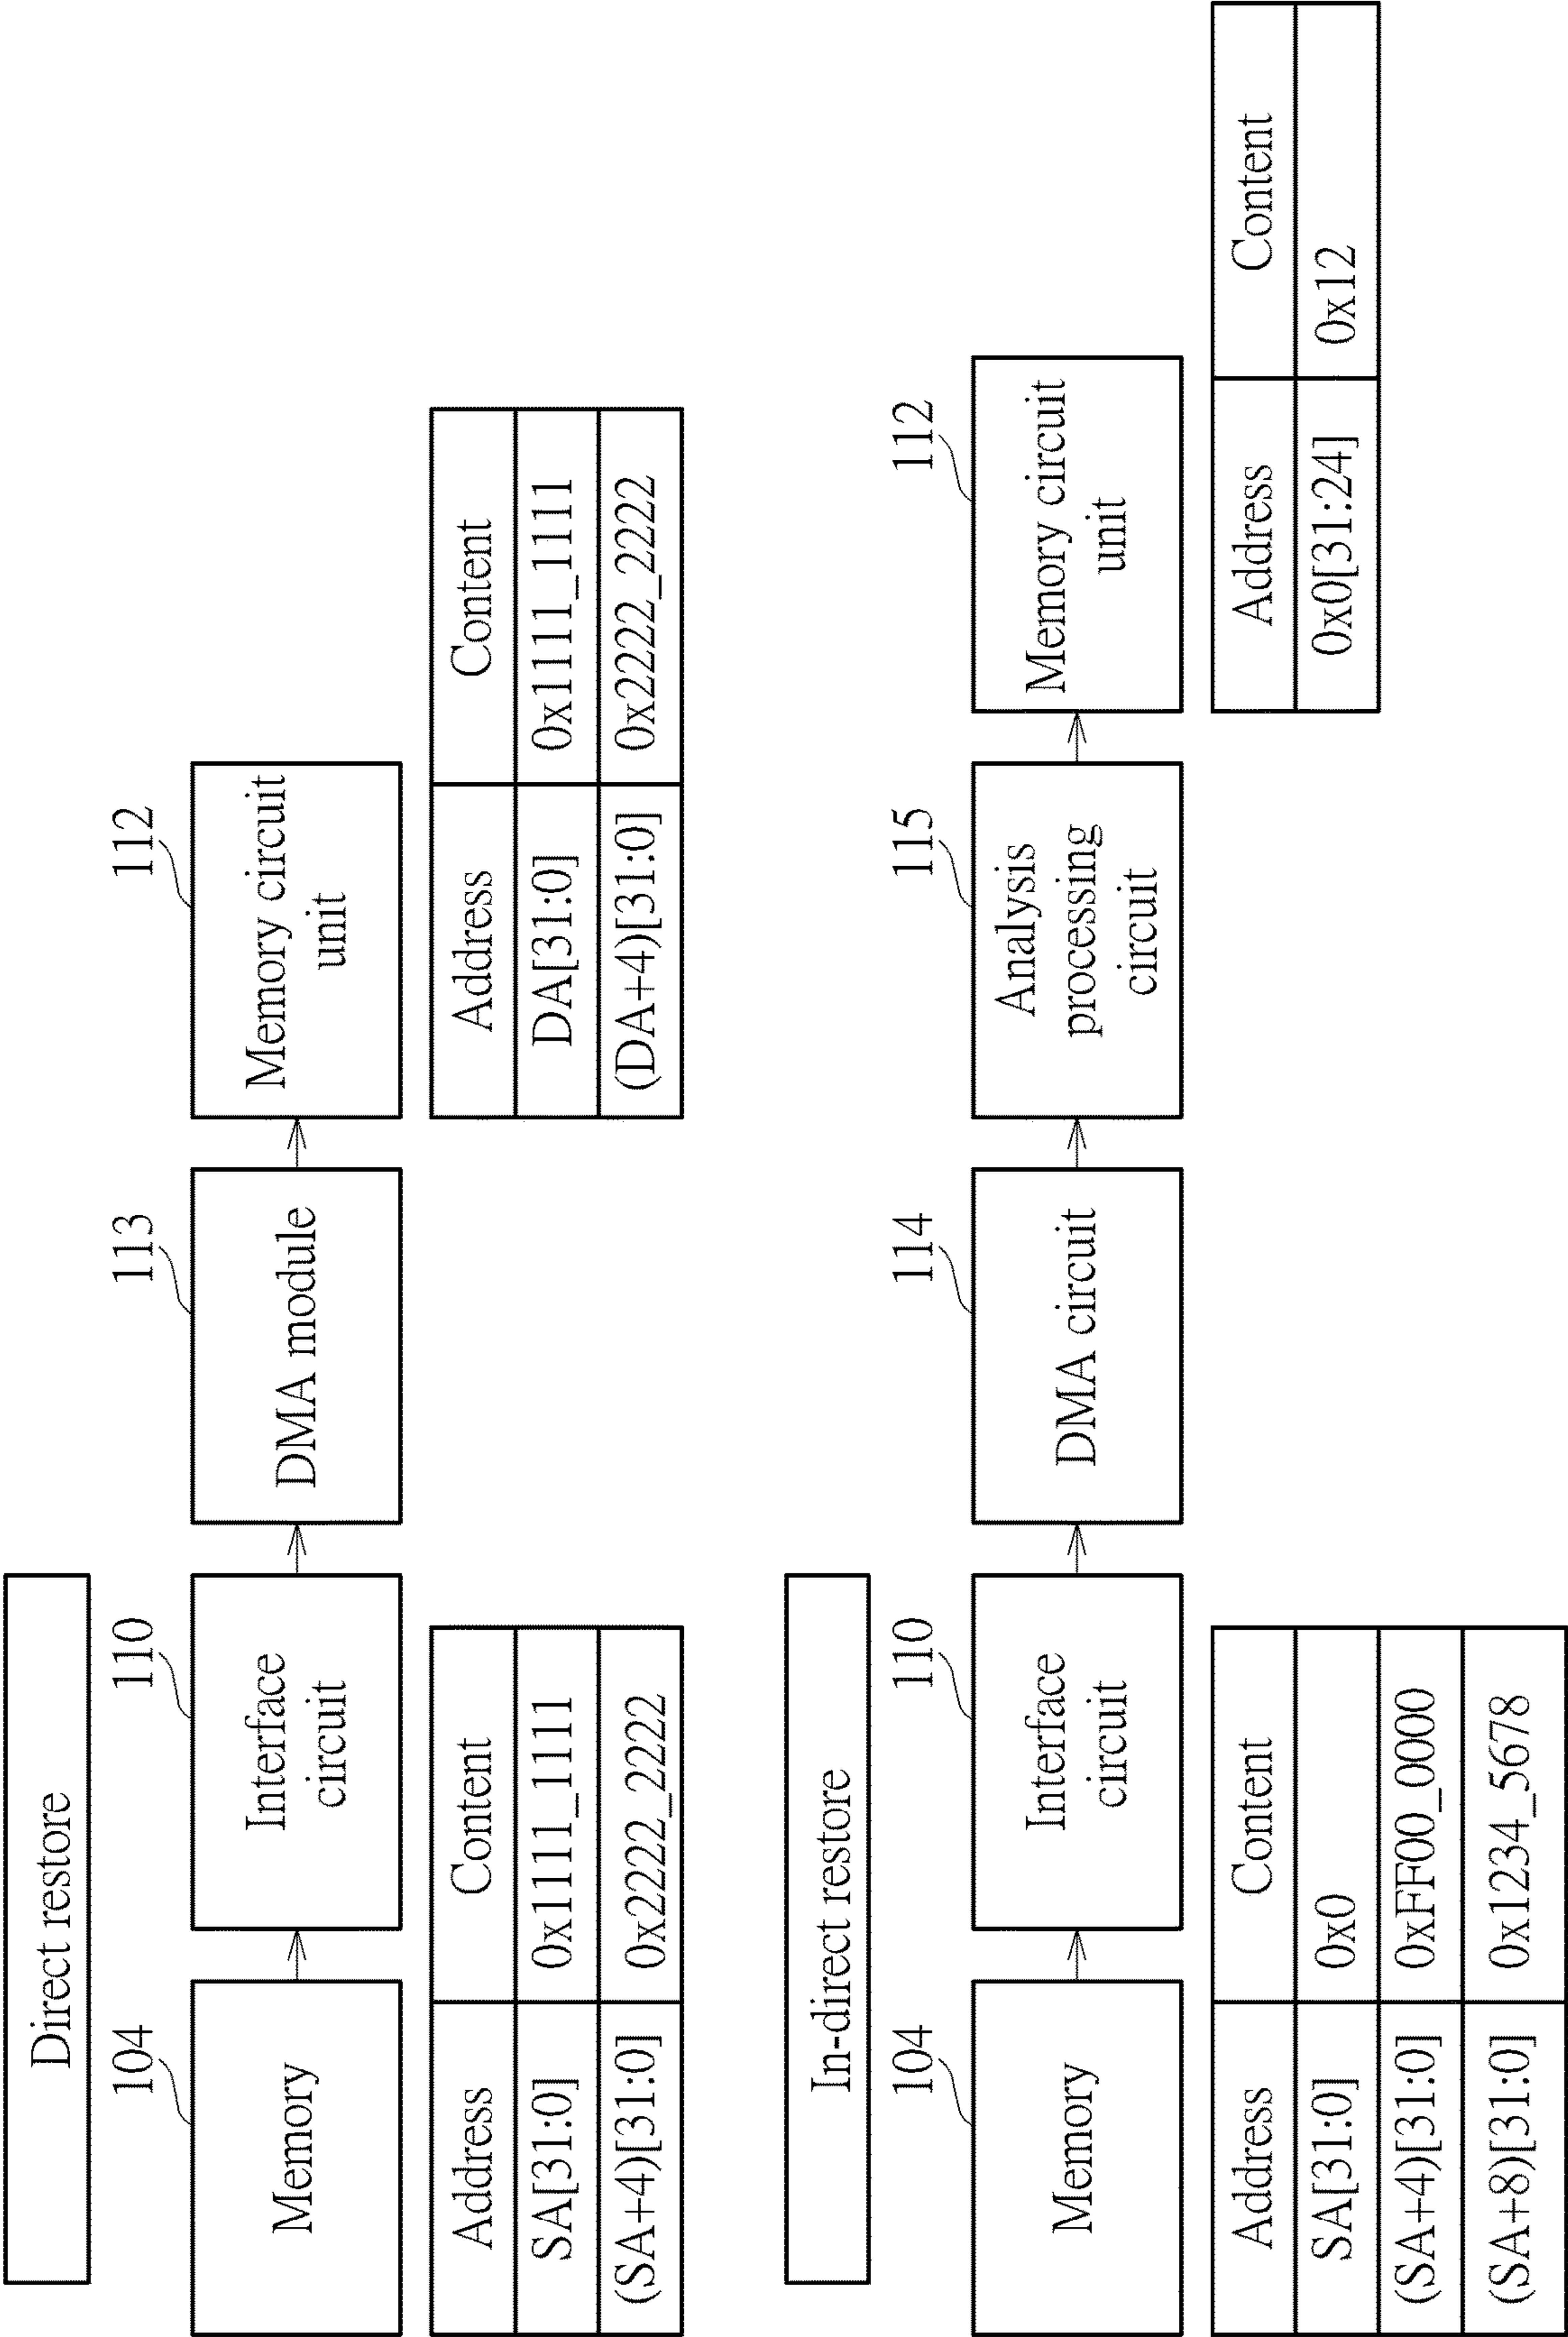 Direct restore
104
110
113
112
Memory
Interface
circuit
DMA module
Memory circuit
unit
Address Content
SA[31:0] 0x1111_1111
(SA+4)[31:0] 0x2222_2222
Address Content
DA[31:0] 0x1111_1111
(DA+4)[31:0] 0x2222_2222
In-direct restore
104
110
114
115
112
Memory
Interface
circuit
DMA circuit
Analysis
processing
circuit
Memory circuit
unit
Address Content
SA[31:0] 0x0
(SA+4)[31:0] 0xFF00_0000
(SA+8)[31:0] 0x1234_5678
Address Content
0x0[31:24] 0x12